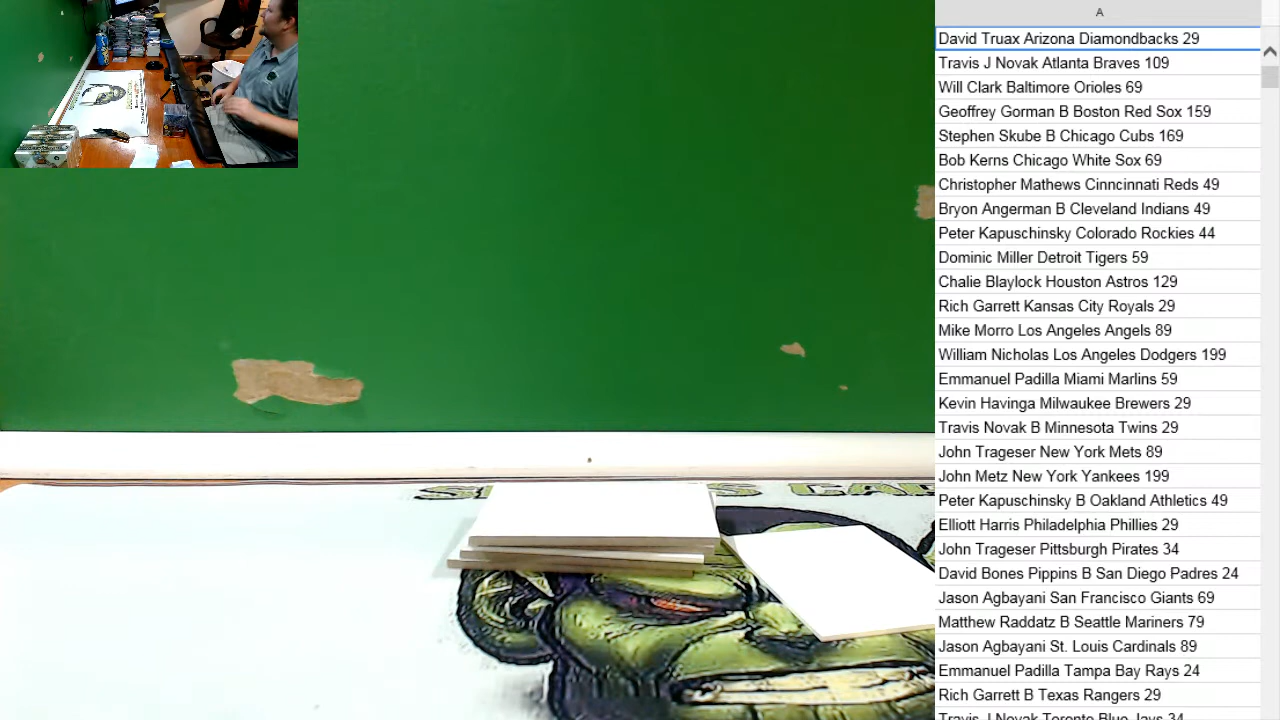 A
David Truax Arizona Diamondbacks 29
Travis J Novak Atlanta Braves 109
Will Clark Baltimore Orioles 69
Geoffrey Gorman B Boston Red Sox 159
Stephen Skube B Chicago Cubs 169
Bob Kerns Chicago White Sox 69
Christopher Mathews Cinncinnati Reds 49
Bryon Angerman B Cleveland Indians 49
Peter Kapuschinsky Colorado Rockies 44
Dominic Miller Detroit Tigers 59
Chalie Blaylock Houston Astros 129
Rich Garrett Kansas City Royals 29
Mike Morro Los Angeles Angels 89
William Nicholas Los Angeles Dodgers 199
Emmanuel Padilla Miami Marlins 59
Kevin Havinga Milwaukee Brewers 29
Travis Novak B Minnesota Twins 29
John Trageser New York Mets 89
John Metz New York Yankees 199
Peter Kapuschinsky B Oakland Athletics 49
Elliott Harris Philadelphia Phillies 29
John Trageser Pittsburgh Pirates 34
David Bones Pippins B San Diego Padres 24
Jason Agbayani San Francisco Giants 69
Matthew Raddatz B Seattle Mariners 79
Jason Agbayani St. Louis Cardinals 89
Emmanuel Padilla Tampa Bay Rays 24
Rich Garrett B Texas Rangers 29
Travis J Novak Toronto Blue Jays 34